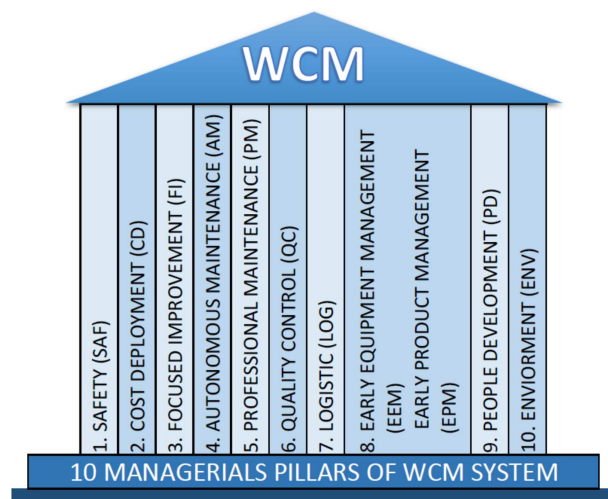 WCM
1. SAFETY (SAF)
2. COST DEPLOYMENT (CD)
3. FOCUSED IMPROVEMENT (FI)
4. AUTONOMOUS MAINTENANCE (AM)
5. PROFESSIONAL MAINTENANCE (PM)
6. QUALITY CONTROL (QC)
7. LOGISTIC (LOG)
8. EARLY EQUIPMENT MANAGEMENT
(EEM)
EARLY PRODUCT MANAGEMENT
(EPM)
9. PEOPLE DEVELOPMENT (PD)
10. ENVIORMENT (ENV)
10 MANAGERIALS PILLARS OF WCM SYSTEM